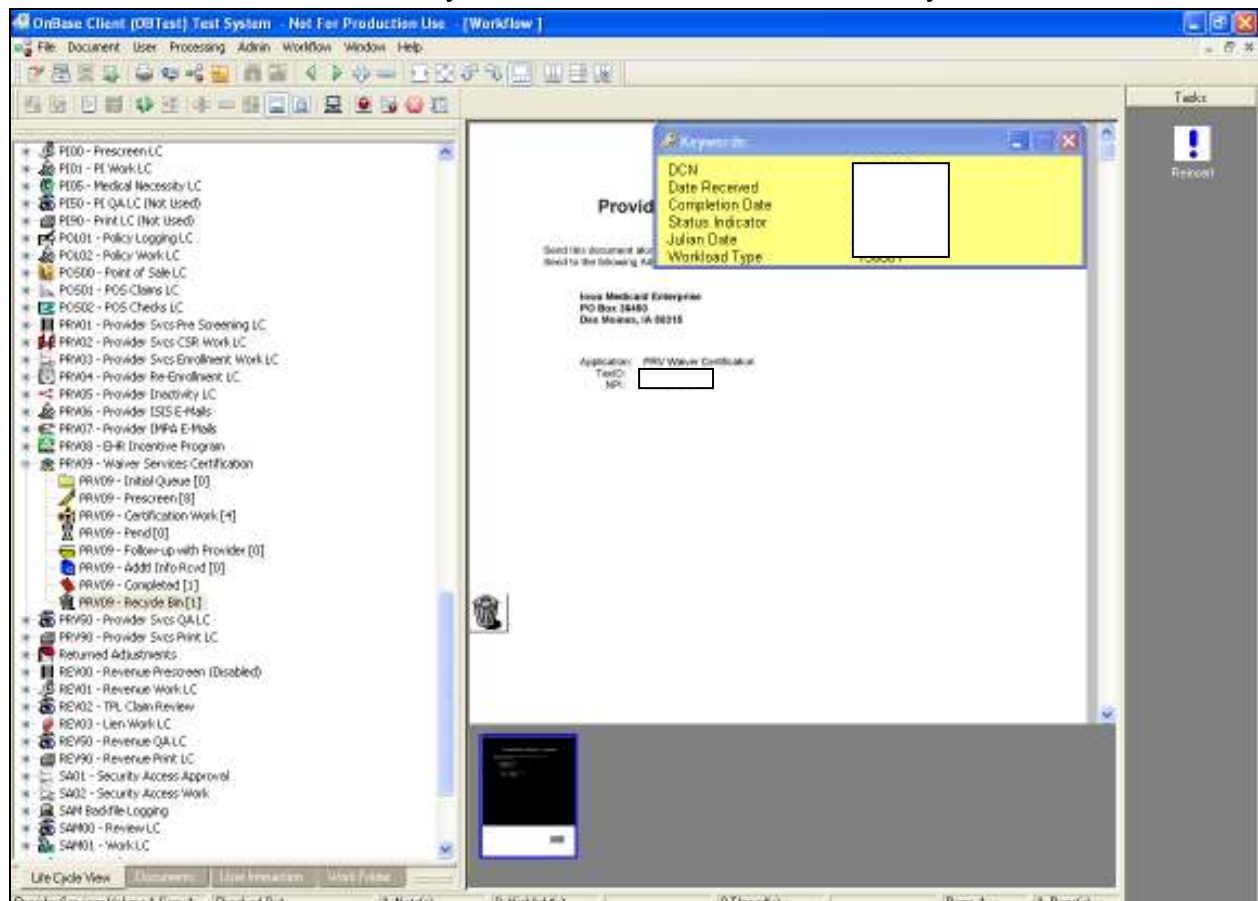 OnBase Client (OBTest) Test System - Not For Production Use - [Workflow ]
File Document User Processing Admin Workflow Window Help
Tasks
Reinsert
PI00 - Prescreen LC
PI01 - PI Work LC
PI05 - Medical Necessity LC
PI50 - PI QA LC (Not Used)
PI90 - Print LC (Not Used)
POL01 - Policy Logging LC
POL02 - Policy Work LC
POS00 - Point of Sale LC
POS01 - POS Claims LC
POS02 - POS Checks LC
PRV01 - Provider Svcs Pre Screening LC
PRV02 - Provider Svcs CSR Work LC
PRV03 - Provider Svcs Enrollment Work LC
PRV04 - Provider Re-Enrollment LC
PRV05 - Provider Inactivity LC
PRV06 - Provider ISIS E-Mails
PRV07 - Provider IMPA E-Mails
PRV08 - EHR Incentive Program
PRV09 - Waiver Services Certification
PRV09 - Initial Queue [0]
PRV09 - Prescreen [8]
PRV09 - Certification Work [4]
PRV09 - Pend [0]
PRV09 - Follow-up with Provider [0]
PRV09 - Addtl Info Rcvd [0]
PRV09 - Completed [1]
PRV09 - Recycle Bin [1]
PRV50 - Provider Svcs QA LC
PRV90 - Provider Svcs Print LC
Returned Adjustments
REV00 - Revenue Prescreen (Disabled)
REV01 - Revenue Work LC
REV02 - TPL Claim Review
REV03 - Lien Work LC
REV50 - Revenue QA LC
REV90 - Revenue Print LC
SA01 - Security Access Approval
SA02 - Security Access Work
SAM Backfile Logging
SAM00 - Review LC
SAM01 - Work LC
Life Cycle View Documents User Interaction Work Folder
Keywords
DCN
Date Received
Completion Date
Status Indicator
Julian Date
Workload Type
Provid
Send this document alon
Send to the following
Iowa Medicaid Enterprise
PO Box
Des Moines, IA
Application: PRV Waiver Certification
TaxID:
NPI: